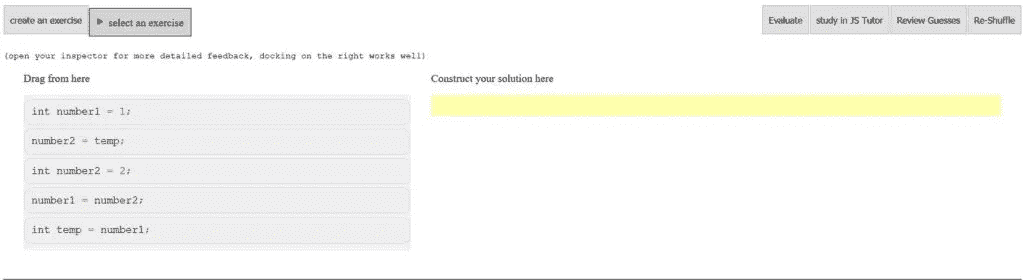 create an exercise
▶ select an exercise
Evaluate
study in JS Tutor
Review Guesses
Re-Shuffle
(open your inspector for more detailed feedback, docking on the right works well)
Drag from here
Construct your solution here
int number1 = 1;
number2 = temp;
int number2 = 2;
number1 = number2;
int temp = number1;